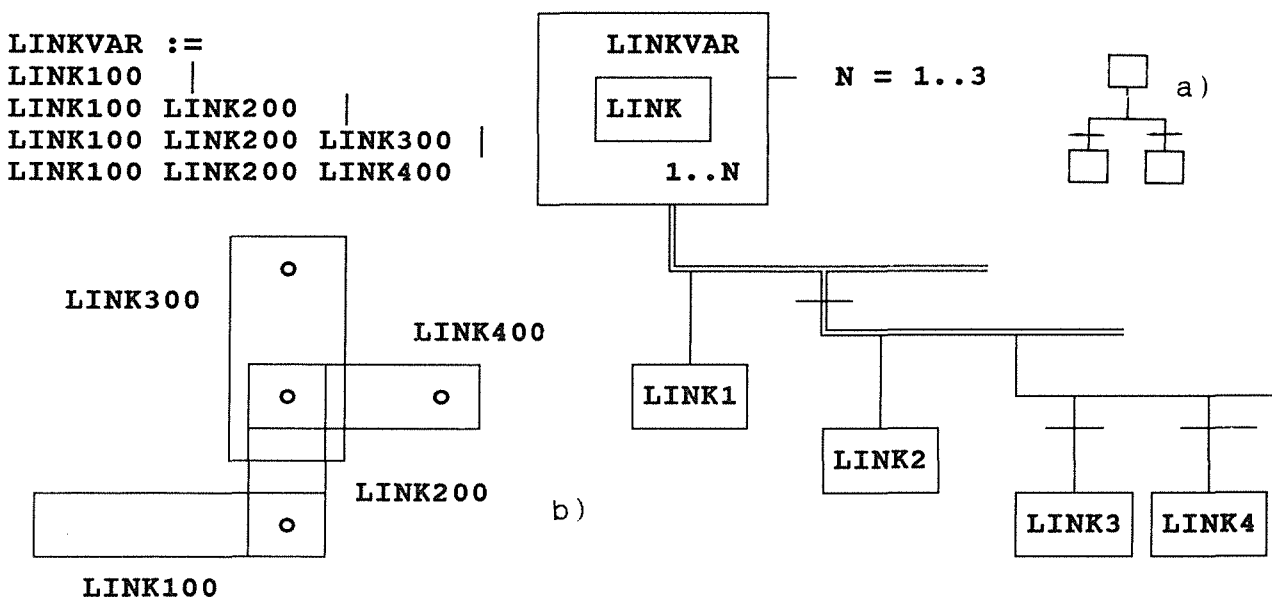 LINKVAR :=
LINK100 |
LINK100 LINK200 |
LINK100 LINK200 LINK300 |
LINK100 LINK200 LINK400
LINKVAR
LINK
1..N
N = 1..3
a)
LINK300
LINK400
LINK200
LINK100
b)
LINK1
LINK2
LINK3
LINK4